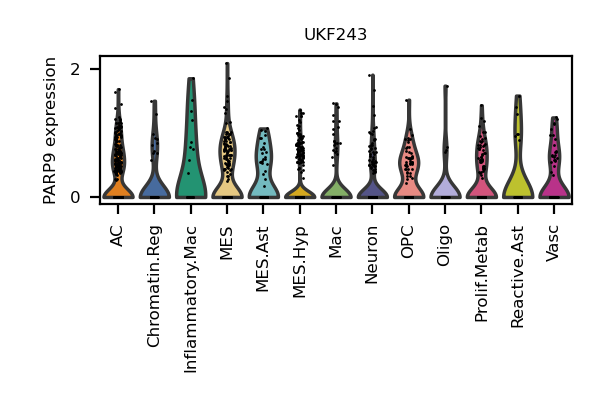 UKF243
PARP9 expression
2
0
AC
Chromatin.Reg
Inflammatory.Mac
MES
MES.Ast
MES.Hyp
Mac
Neuron
OPC
Oligo
Prolif.Metab
Reactive.Ast
Vasc